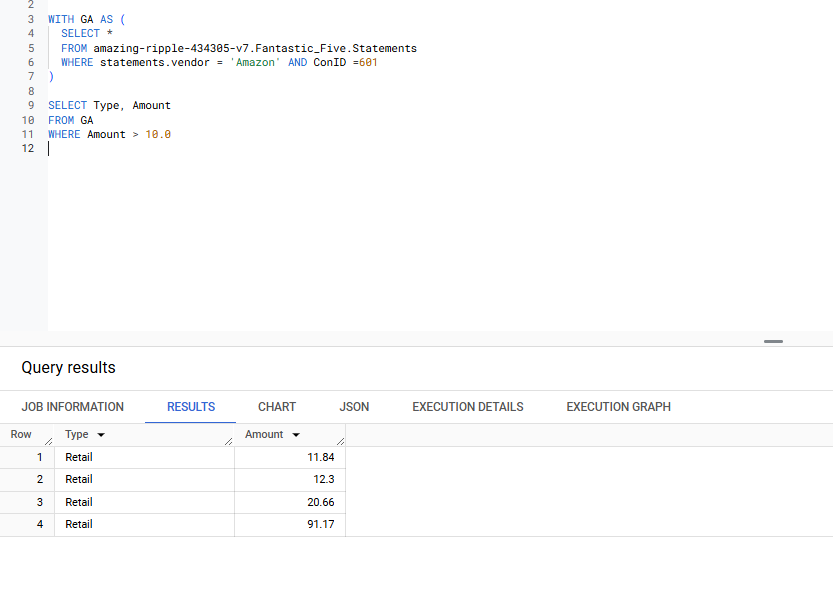 2
3 WITH GA AS (
4 SELECT *
5 FROM amazing-ripple-434305-v7.Fantastic_Five.Statements
6 WHERE statements.vendor = 'Amazon' AND ConID =601
7 )
8
9 SELECT Type, Amount
10 FROM GA
11 WHERE Amount > 10.0
12
Query results
JOB INFORMATION RESULTS CHART JSON EXECUTION DETAILS EXECUTION GRAPH
Row Type Amount
1 Retail 11.84
2 Retail 12.3
3 Retail 20.66
4 Retail 91.17